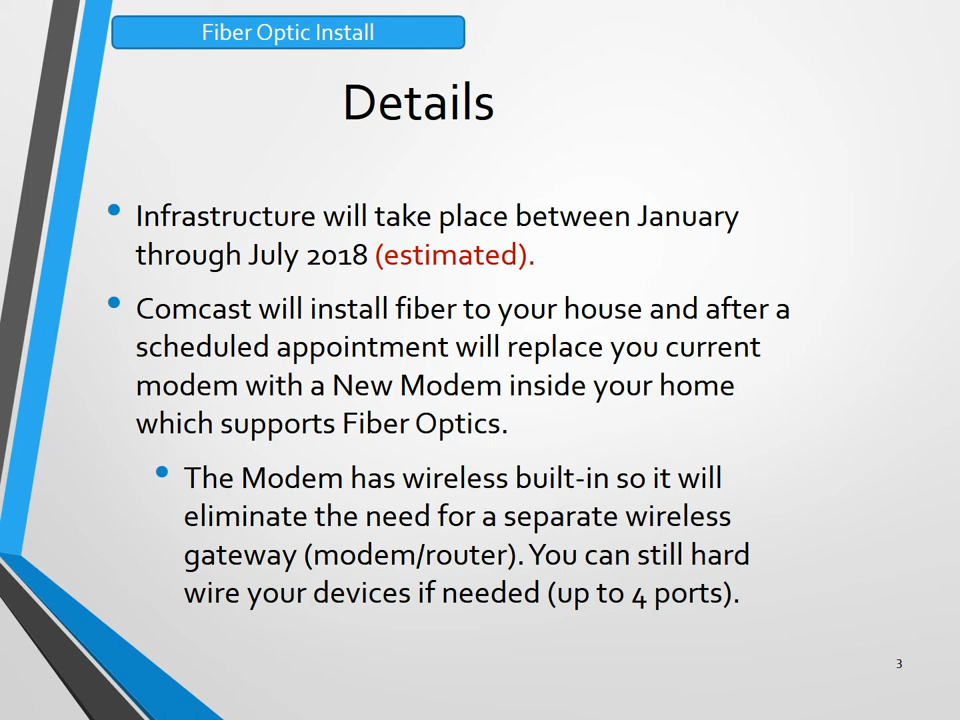 Fiber Optic Install
Details
• Infrastructure will take place between January
through July 2018 (estimated).
• Comcast will install fiber to your house and after a
scheduled appointment will replace you current
modem with a New Modem inside your home
which supports Fiber Optics.
• The Modem has wireless built-in so it will
eliminate the need for a separate wireless
gateway (modem/router). You can still hard
wire your devices if needed (up to 4 ports).
3